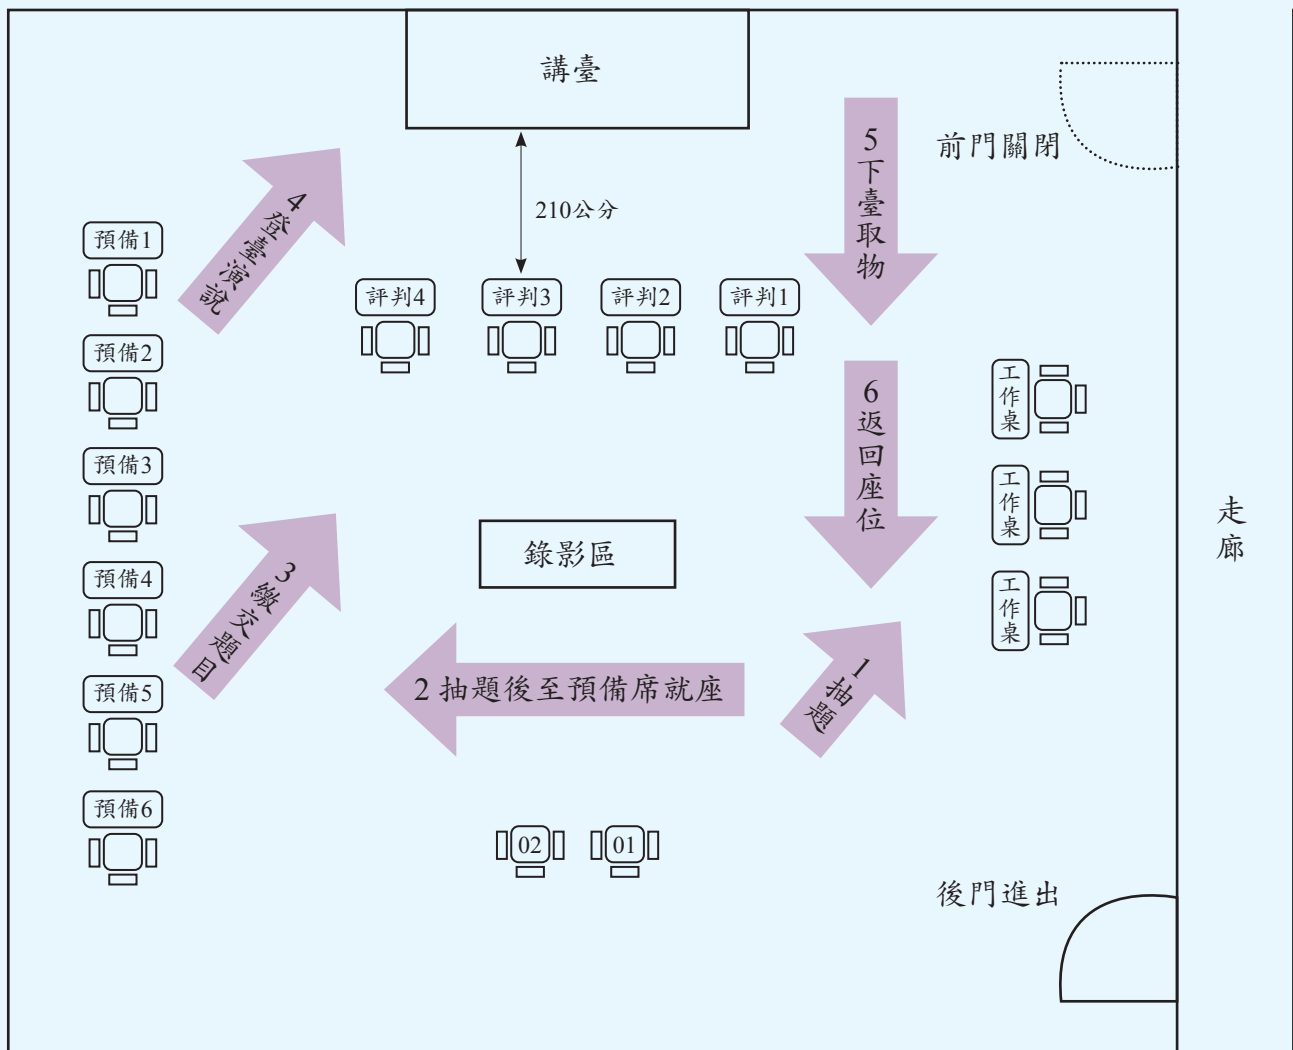 講臺
前門關閉
5下臺取物
210公分
4登臺演說
預備1
預備2
預備3
預備4
預備5
預備6
評判4
評判3
評判2
評判1
6返回座位
工作桌
工作桌
工作桌
走廊
錄影區
3繳交題目
2 抽題後至預備席就座
1抽題
02
01
後門進出